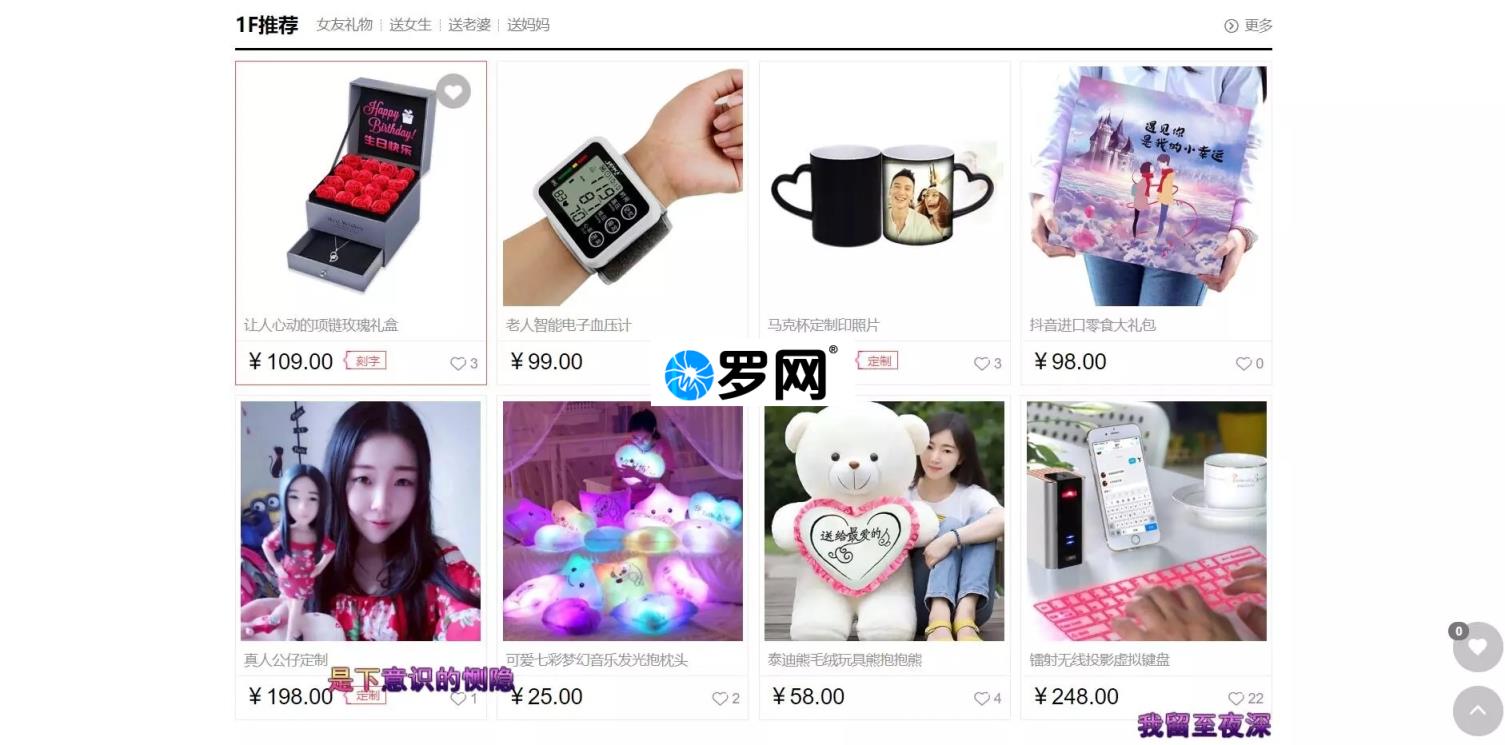 1F推荐 女友礼物 送女生 送老婆 送妈妈 更多
Happy Birthday!
生日快乐
遇见你
是我的小幸运
让人心动的项链玫瑰礼盒
老人智能电子血压计
马克杯定制印照片
抖音进口零食大礼包
¥109.00 刻字 3
¥99.00
定制 3
¥98.00 0
罗网®
送给最爱的人
0
真人公仔定制
可爱七彩梦幻音乐发光抱枕头
泰迪熊毛绒玩具熊抱抱熊
镭射无线投影虚拟键盘
是下意识的恻隐
¥198.00 定制 1
¥25.00 2
¥58.00 4
¥248.00 22
我留至夜深